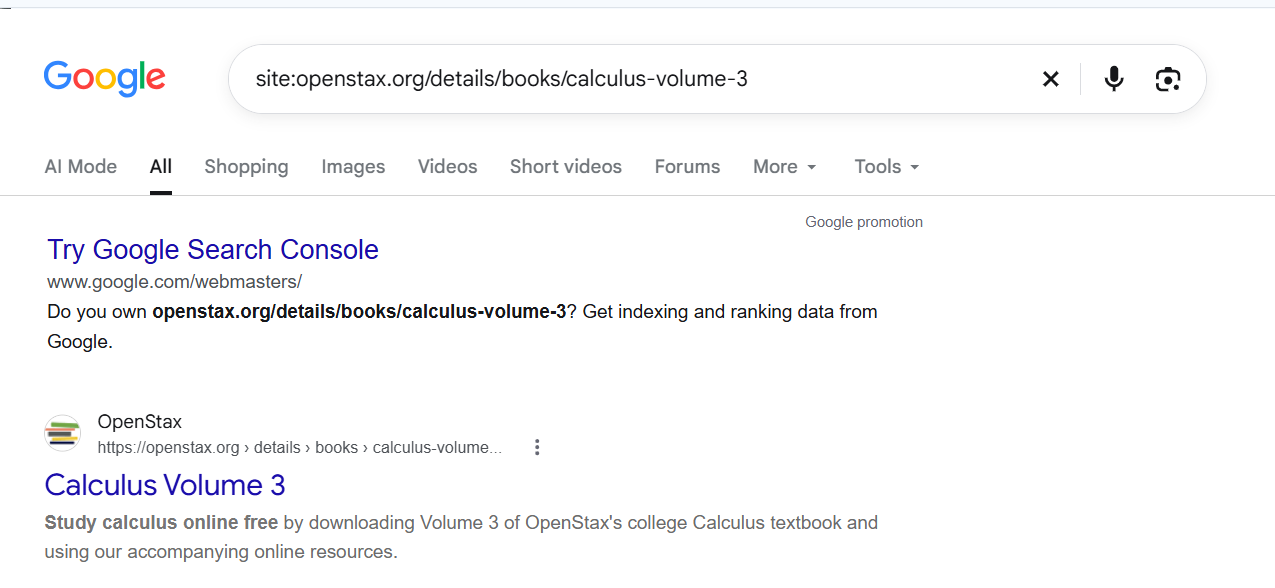 Google
site:openstax.org/details/books/calculus-volume-3
AI Mode All Shopping Images Videos Short videos Forums More Tools
Google promotion
Try Google Search Console
www.google.com/webmasters/
Do you own openstax.org/details/books/calculus-volume-3? Get indexing and ranking data from
Google.
OpenStax
https://openstax.org › details › books › calculus-volume...
Calculus Volume 3
Study calculus online free by downloading Volume 3 of OpenStax's college Calculus textbook and
using our accompanying online resources.